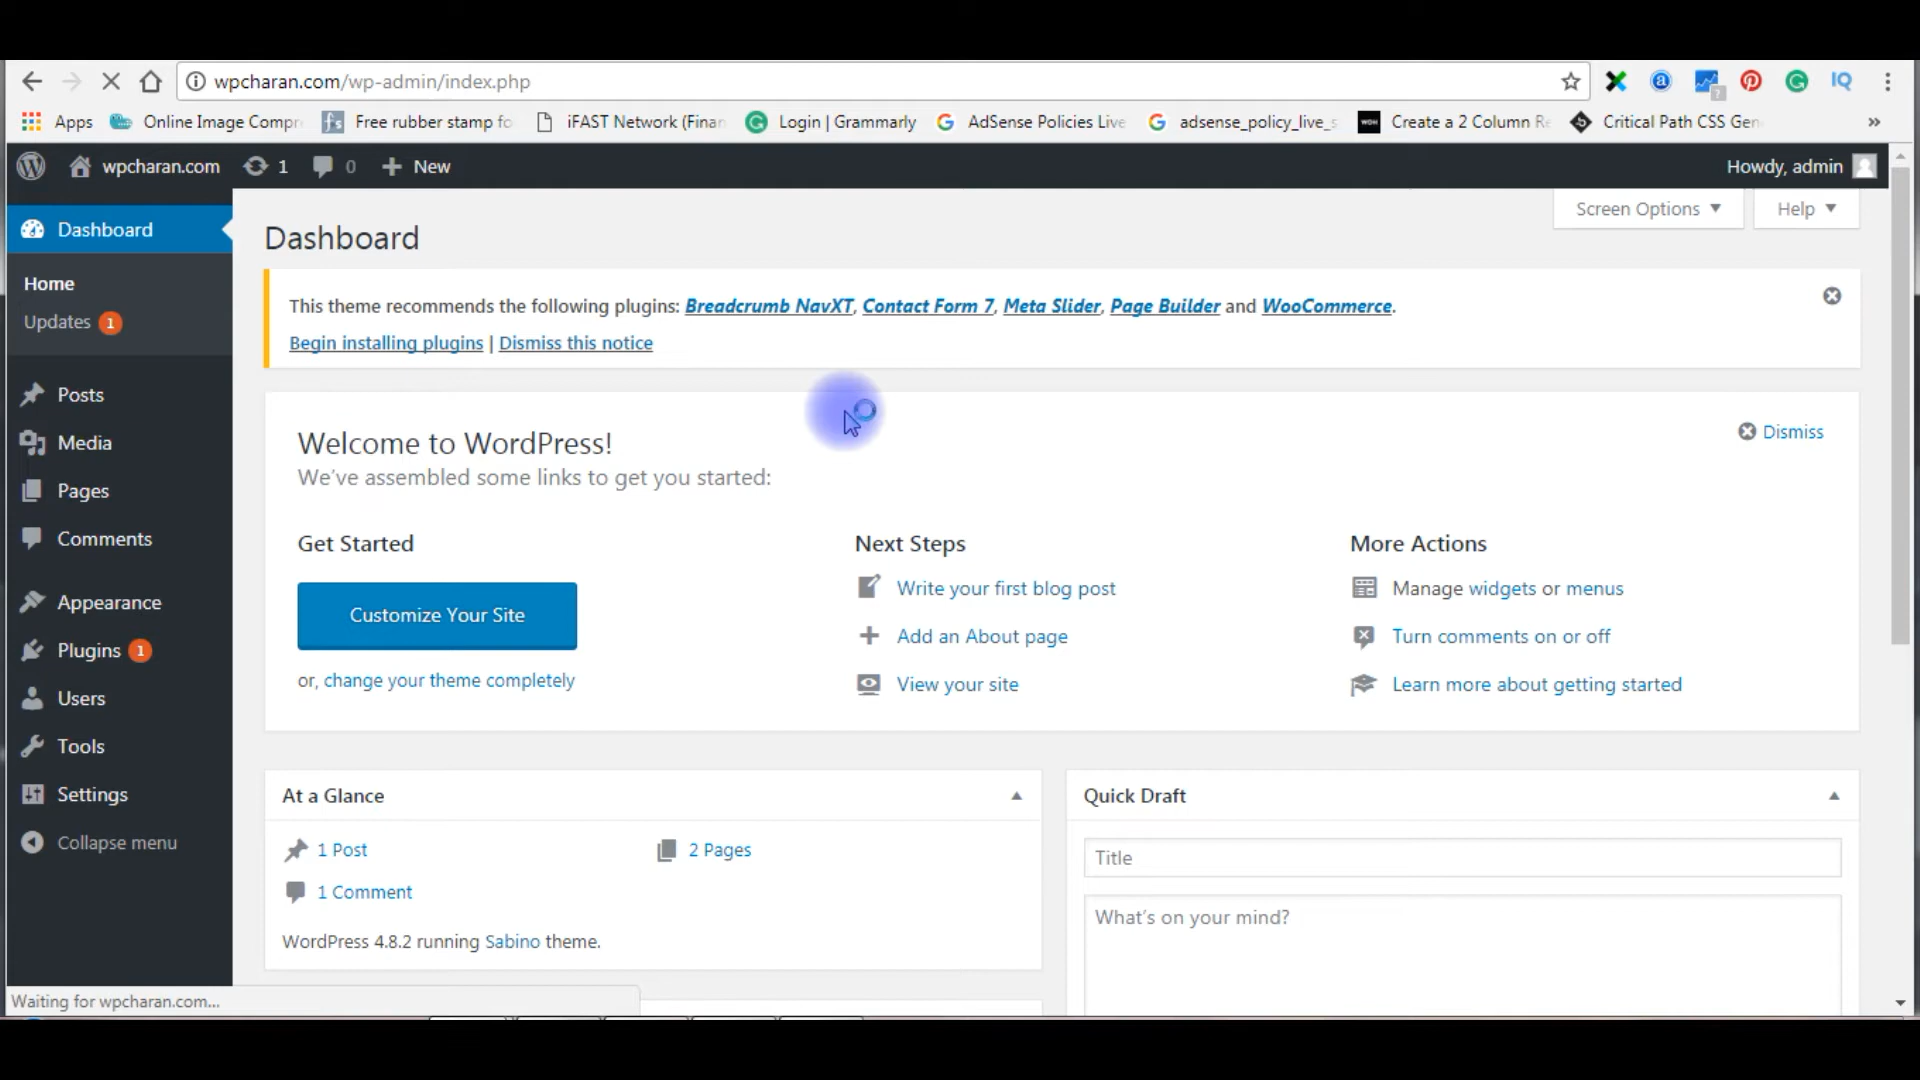 wpcharan.com/wp-admin/index.php
Apps Online Image Compr Free rubber stamp fo iFAST Network (Finan Login | Grammarly AdSense Policies Live adsense_policy_live_s Create a 2 Column Re Critical Path CSS Gen »
wpcharan.com 1 0 New Howdy, admin
Screen Options Help
Dashboard
Home
Updates 1
Posts
Media
Pages
Comments
Appearance
Plugins 1
Users
Tools
Settings
Collapse menu
Dashboard
This theme recommends the following plugins: Breadcrumb NavXT, Contact Form 7, Meta Slider, Page Builder and WooCommerce.
Begin installing plugins | Dismiss this notice
Welcome to WordPress!
Dismiss
We've assembled some links to get you started:
Get Started
Customize Your Site
or, change your theme completely
Next Steps
Write your first blog post
Add an About page
View your site
More Actions
Manage widgets or menus
Turn comments on or off
Learn more about getting started
At a Glance
1 Post 2 Pages
1 Comment
WordPress 4.8.2 running Sabino theme.
Quick Draft
Title
What's on your mind?
Waiting for wpcharan.com...